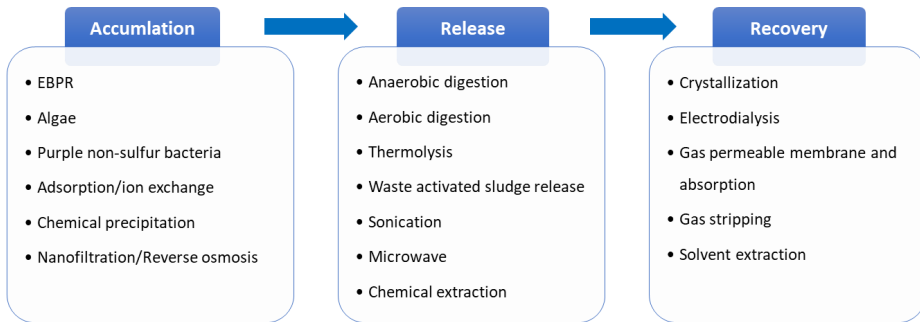 Accumlation
• EBPR
• Algae
• Purple non-sulfur bacteria
• Adsorption/ion exchange
• Chemical precipitation
• Nanofiltration/Reverse osmosis
Release
• Anaerobic digestion
• Aerobic digestion
• Thermolysis
• Waste activated sludge release
• Sonication
• Microwave
• Chemical extraction
Recovery
• Crystallization
• Electrodialysis
• Gas permeable membrane and
absorption
• Gas stripping
• Solvent extraction